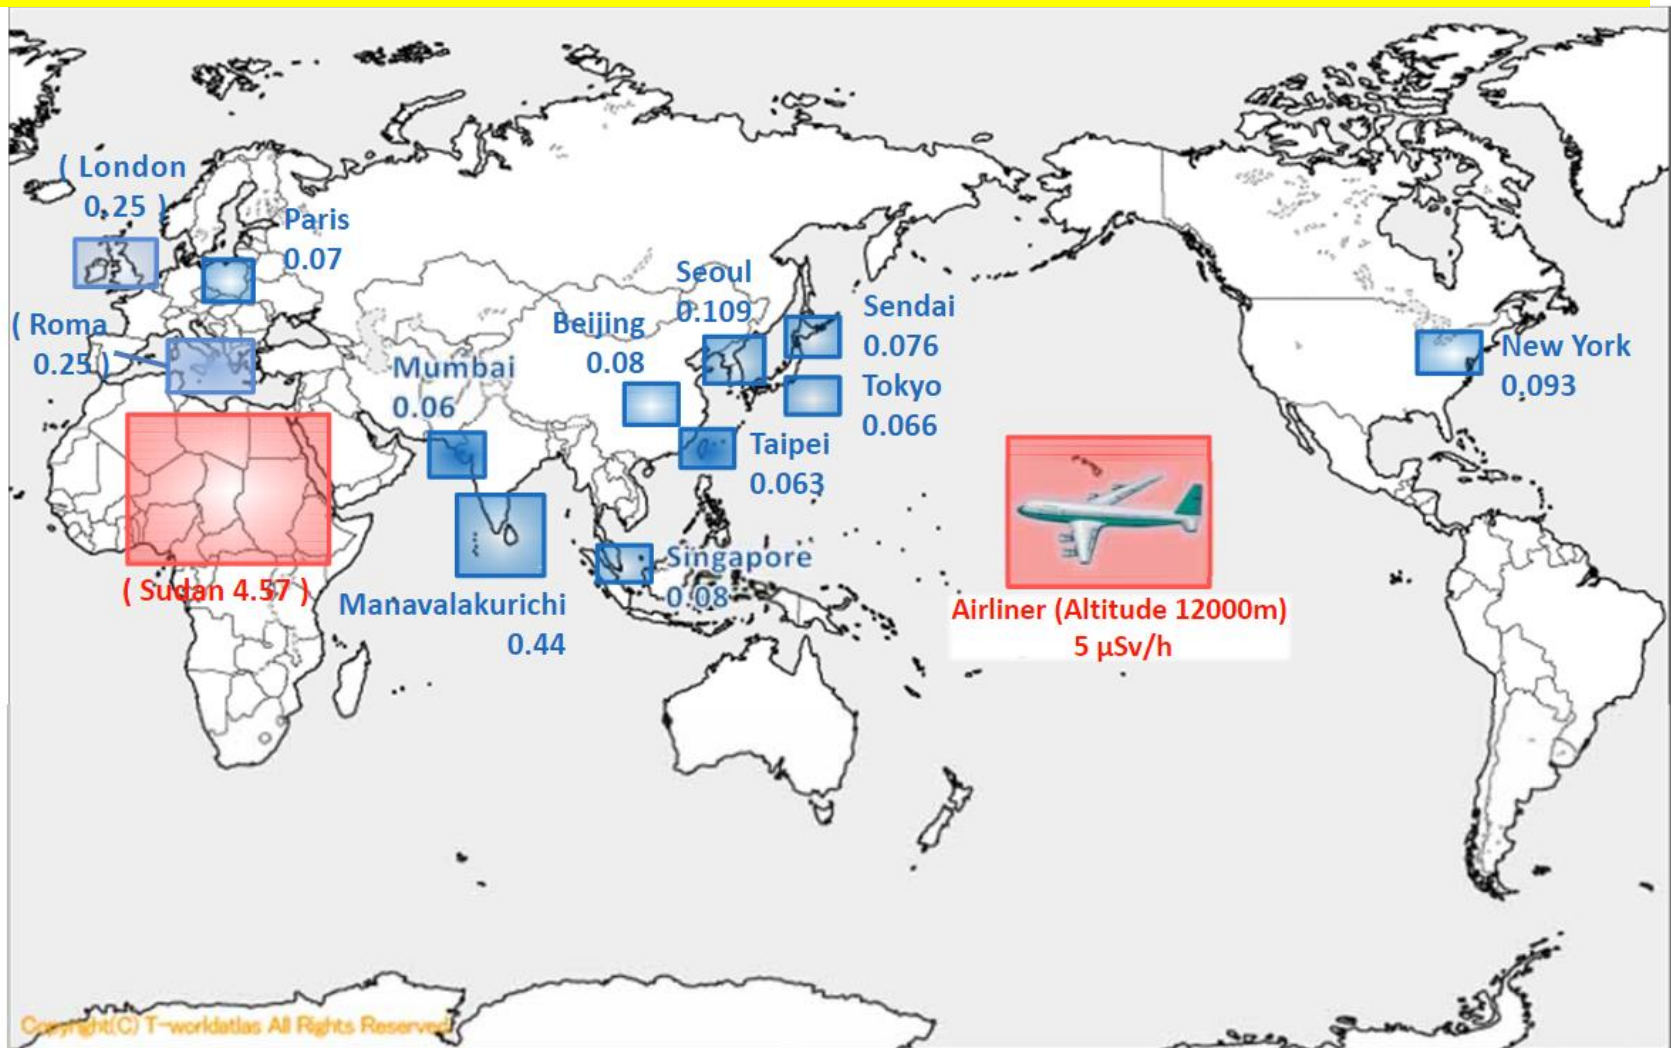 ( London
0.25 )
Paris
0.07
( Roma
0.25 )
Mumbai
0.06
Beijing
0.08
Seoul
0.109
Sendai
0.076
Tokyo
0.066
Taipei
0.063
New York
0.093
( Sudan 4.57 )
Manavalakurichi
0.44
Singapore
0.08
Airliner (Altitude 12000m)
5 μSv/h
Copyright(C) T-worldatlas All Rights Reserved